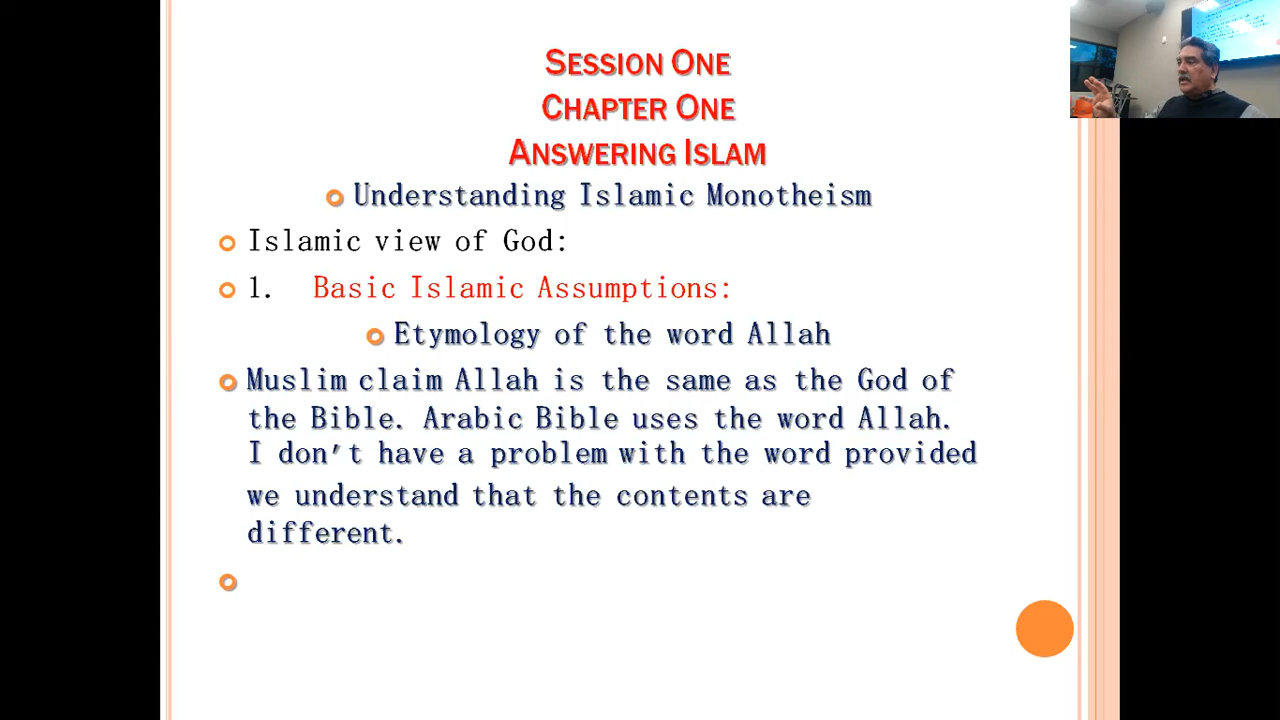 SESSION ONE
CHAPTER ONE
ANSWERING ISLAM
Understanding Islamic Monotheism
Islamic view of God:
1. Basic Islamic Assumptions:
Etymology of the word Allah
Muslim claim Allah is the same as the God of
the Bible. Arabic Bible uses the word Allah.
I don't have a problem with the word provided
we understand that the contents are
different.